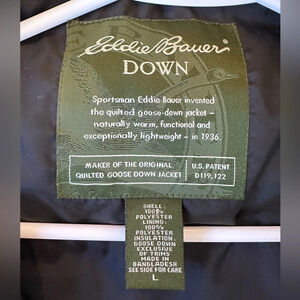 Eddie Bauer®
DOWN
Sportsman Eddie Bauer invented
the quilted goose-down jacket –
naturally warm, functional and
exceptionally lightweight – in 1936
MAKER OF THE ORIGINAL
QUILTED GOOSE DOWN JACKET
U.S. PATENT
D119,122
SHELL:
100%
POLYESTER
LINING:
100%
POLYESTER
INSULATION:
GOOSE DOWN
EXCLUSIVE
OF TRIMS
MADE IN
BANGLADESH
SEE SIDE FOR CARE
L